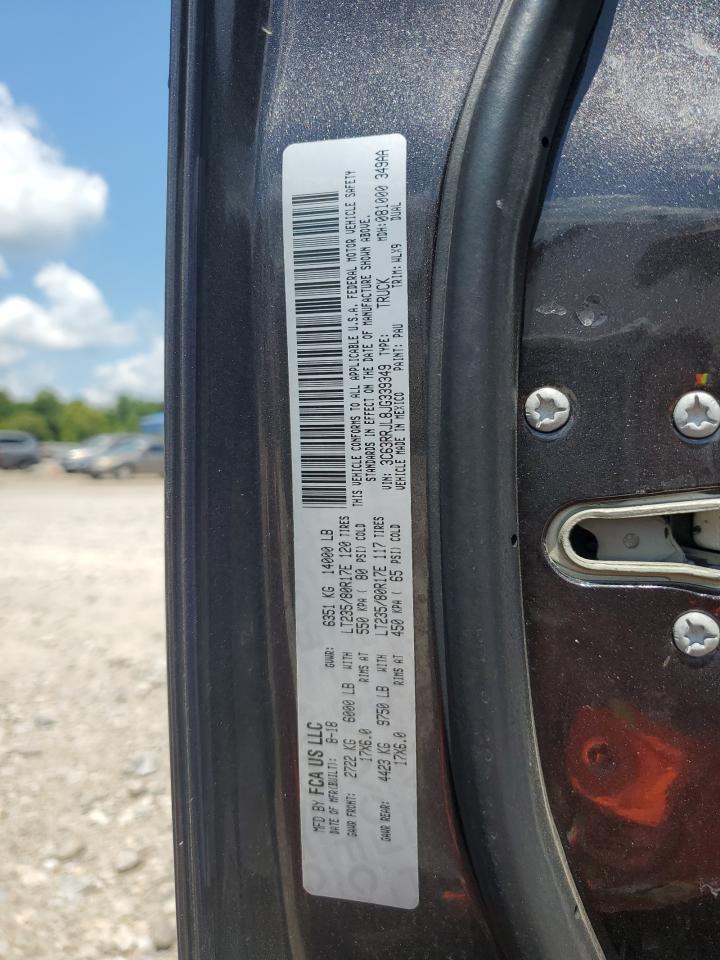 MFD BY FCA US LLC
DATE OF MFR(BUILT): 8-18
GVWR: 6351 KG 14000 LB
GAWR FRONT: 2722 KG 6000 LB WITH LT235/80R17E 120 TIRES
17X6.0 RIMS AT 550 KPA ( 80 PSI) COLD
GAWR REAR: 4423 KG 9750 LB WITH LT235/80R17E 117 TIRES
17X6.0 RIMS AT 450 KPA ( 65 PSI) COLD
THIS VEHICLE CONFORMS TO ALL APPLICABLE U.S.A. FEDERAL MOTOR VEHICLE SAFETY
STANDARDS IN EFFECT ON THE DATE OF MANUFACTURE SHOWN ABOVE.
VIN: 3C63RRJL8JG339349 TYPE: TRUCK MDH: 081000 349AA
VEHICLE MADE IN MEXICO PAINT: PAU TRIM: WLX9 DUAL